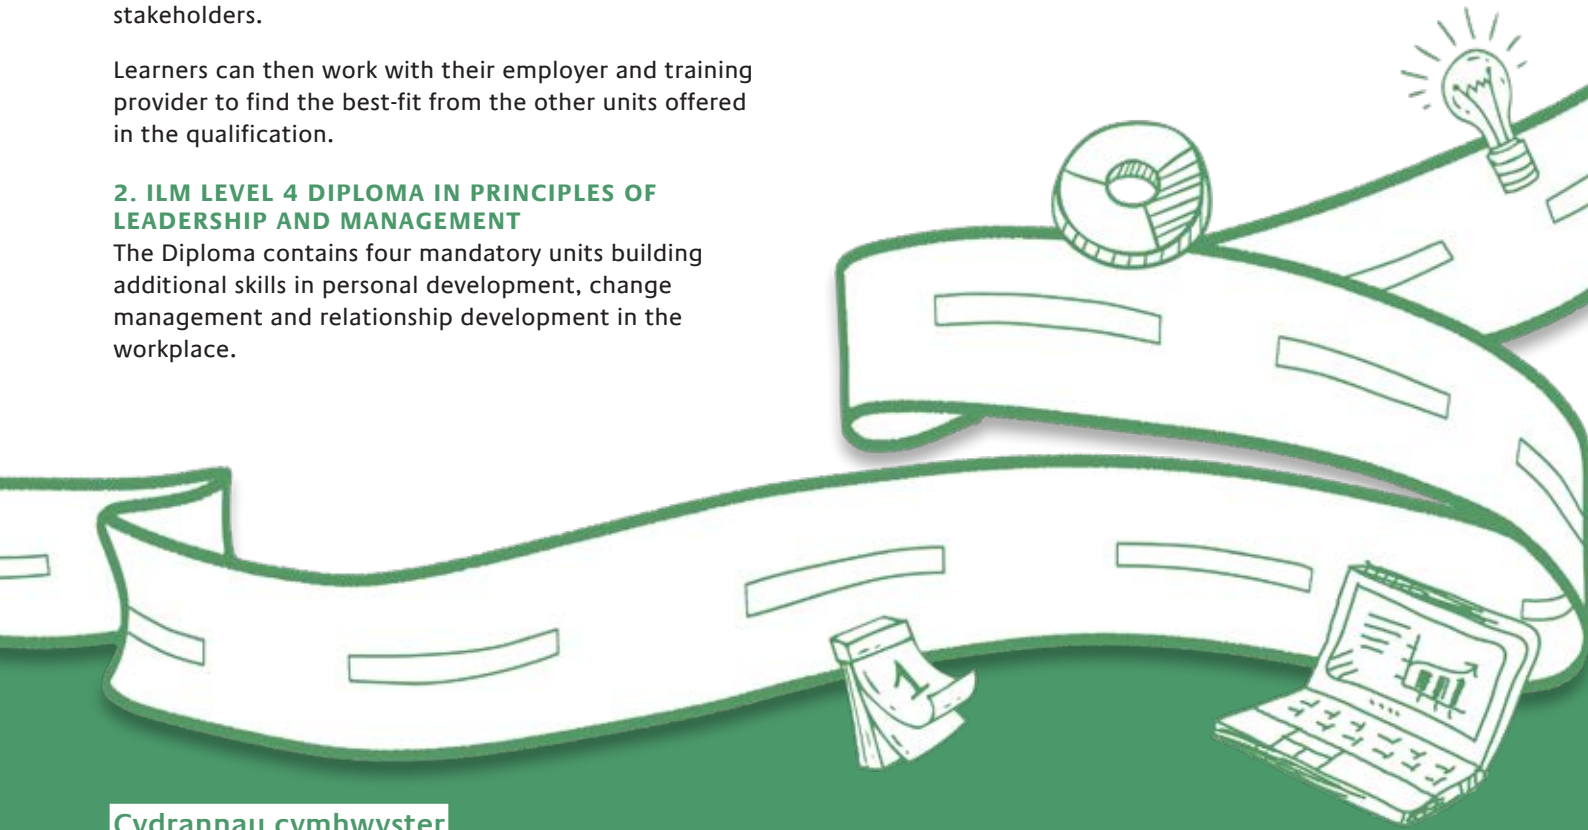 stakeholders.
Learners can then work with their employer and training
provider to find the best-fit from the other units offered
in the qualification.
2. ILM LEVEL 4 DIPLOMA IN PRINCIPLES OF
LEADERSHIP AND MANAGEMENT
The Diploma contains four mandatory units building
additional skills in personal development, change
management and relationship development in the
workplace.
1
Cydrannau cymhwyster